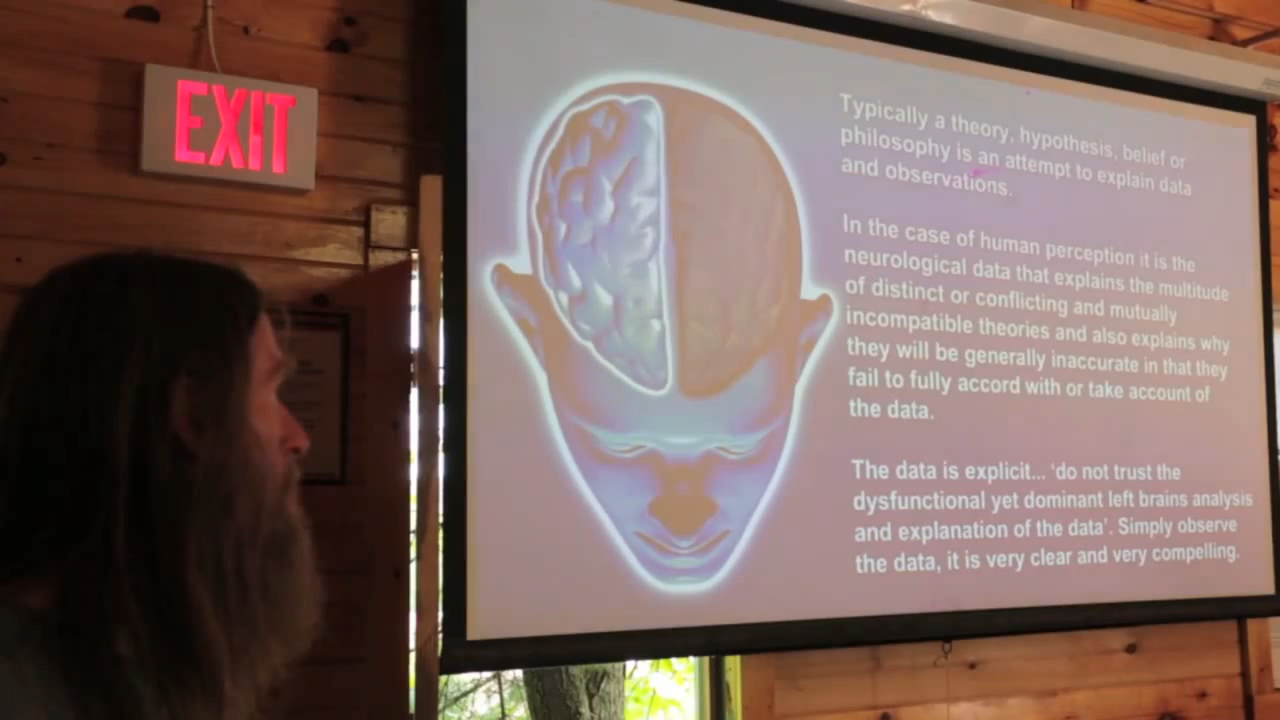 EXIT
Typically a theory, hypothesis, belief or
philosophy is an attempt to explain data
and observations.
In the case of human perception it is the
neurological data that explains the multitude
of distinct or conflicting and mutually
incompatible theories and also explains why
they will be generally inaccurate in that they
fail to fully accord with or take account of
the data.
The data is explicit... ‘do not trust the
dysfunctional yet dominant left brains analysis
and explanation of the data’. Simply observe
the data, it is very clear and very compelling.